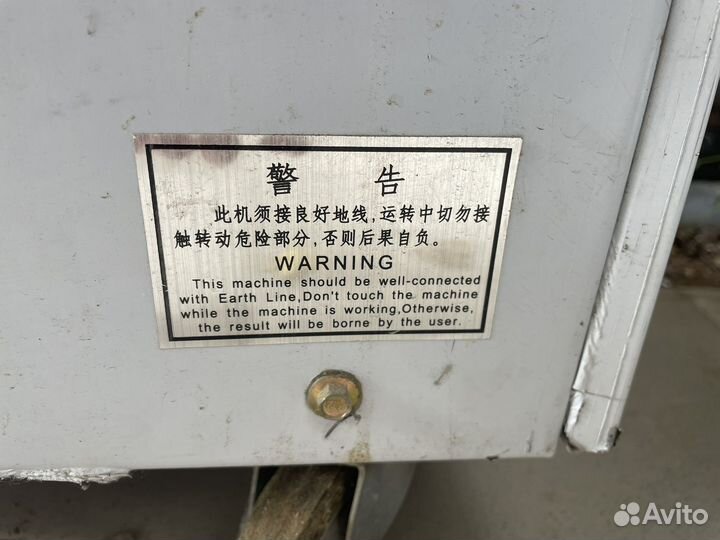 警 告
此机须接良好地线,运转中切勿接
触转动危险部分,否则后果自负。
WARNING
This machine should be well-connected
with Earth Line,Don't touch the machine
while the machine is working,Otherwise,
the result will be borne by the user.
Avito